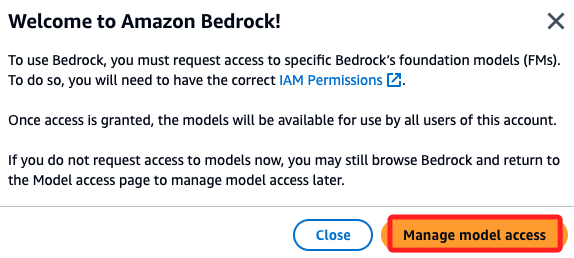 Welcome to Amazon Bedrock!
To use Bedrock, you must request access to specific Bedrock's foundation models (FMs).
To do so, you will need to have the correct IAM Permissions.
Once access is granted, the models will be available for use by all users of this account.
If you do not request access to models now, you may still browse Bedrock and return to
the Model access page to manage model access later.
Close
Manage model access